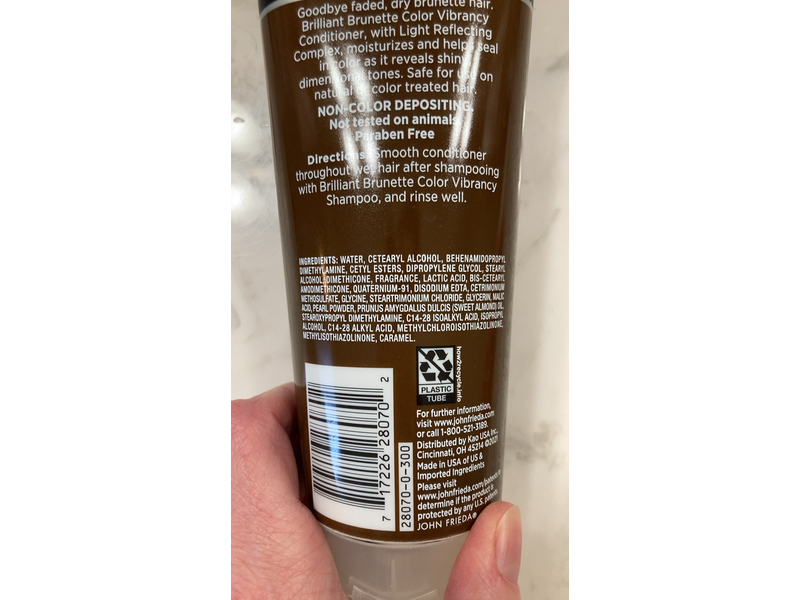 Goodbye faded, dry brunette hair.
Brilliant Brunette Color Vibrancy
Conditioner, with Light Reflecting
Complex, moisturizes and helps seal
in color as it reveals shiny,
dimensional tones. Safe for use on
natural or color treated hair.
NON-COLOR DEPOSITING.
Not tested on animals.
Paraben Free
Directions: Smooth conditioner
throughout wet hair after shampooing
with Brilliant Brunette Color Vibrancy
Shampoo, and rinse well.
INGREDIENTS: WATER, CETEARYL ALCOHOL, BEHENAMIDOPROPYL
DIMETHYLAMINE, CETYL ESTERS, DIPROPYLENE GLYCOL, STEARYL
ALCOHOL, DIMETHICONE, FRAGRANCE, LACTIC ACID, BIS-CETEARYL
AMODIMETHICONE, QUATERNIUM-91, DISODIUM EDTA, CETRIMONIUM
METHOSULFATE, GLYCINE, STEARTRIMONIUM CHLORIDE, GLYCERIN, MALIC
ACID, PEARL POWDER, PRUNUS AMYGDALUS DULCIS (SWEET ALMOND) OIL,
STEAROXYPROPYL DIMETHYLAMINE, C14-28 ISOALKYL ACID, ISOPROPYL
ALCOHOL, C14-28 ALKYL ACID, METHYLCHLOROISOTHIAZOLINONE,
METHYLISOTHIAZOLINONE, CARAMEL.
PLASTIC
TUBE
how2recycle.info
7 17226 28070 2
28070-0-300
For further information,
visit www.johnfrieda.com
or call 1-800-521-3189.
Distributed by Kao USA Inc.,
Cincinnati, OH 45214 ©2021
Made in USA of US &
Imported Ingredients
Please visit
www.johnfrieda.com/patents to
determine if the product is
protected by any U.S. patents.
JOHN FRIEDA®